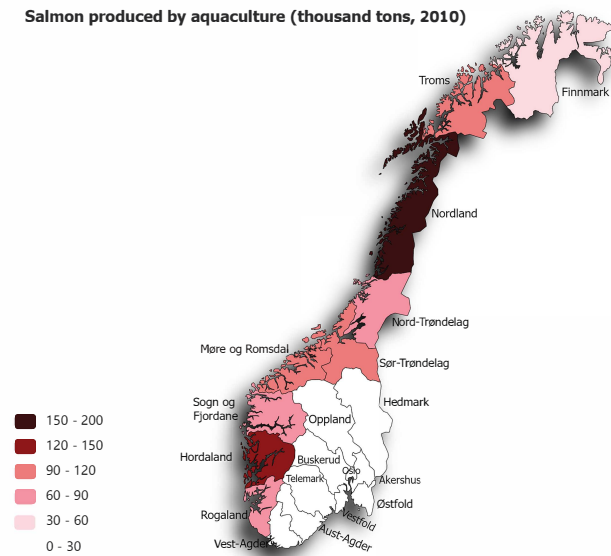 Salmon produced by aquaculture (thousand tons, 2010)
Troms
Finnmark
Nordland
Nord-Trøndelag
Møre og Romsdal
Sør-Trøndelag
Sogn og
Fjordane
Hedmark
Oppland
Hordaland
Buskerud
Oslo
Telemark
Akershus
Østfold
Rogaland
Vestfold
Aust-Agder
Vest-Agder
150 - 200
120 - 150
90 - 120
60 - 90
30 - 60
0 - 30